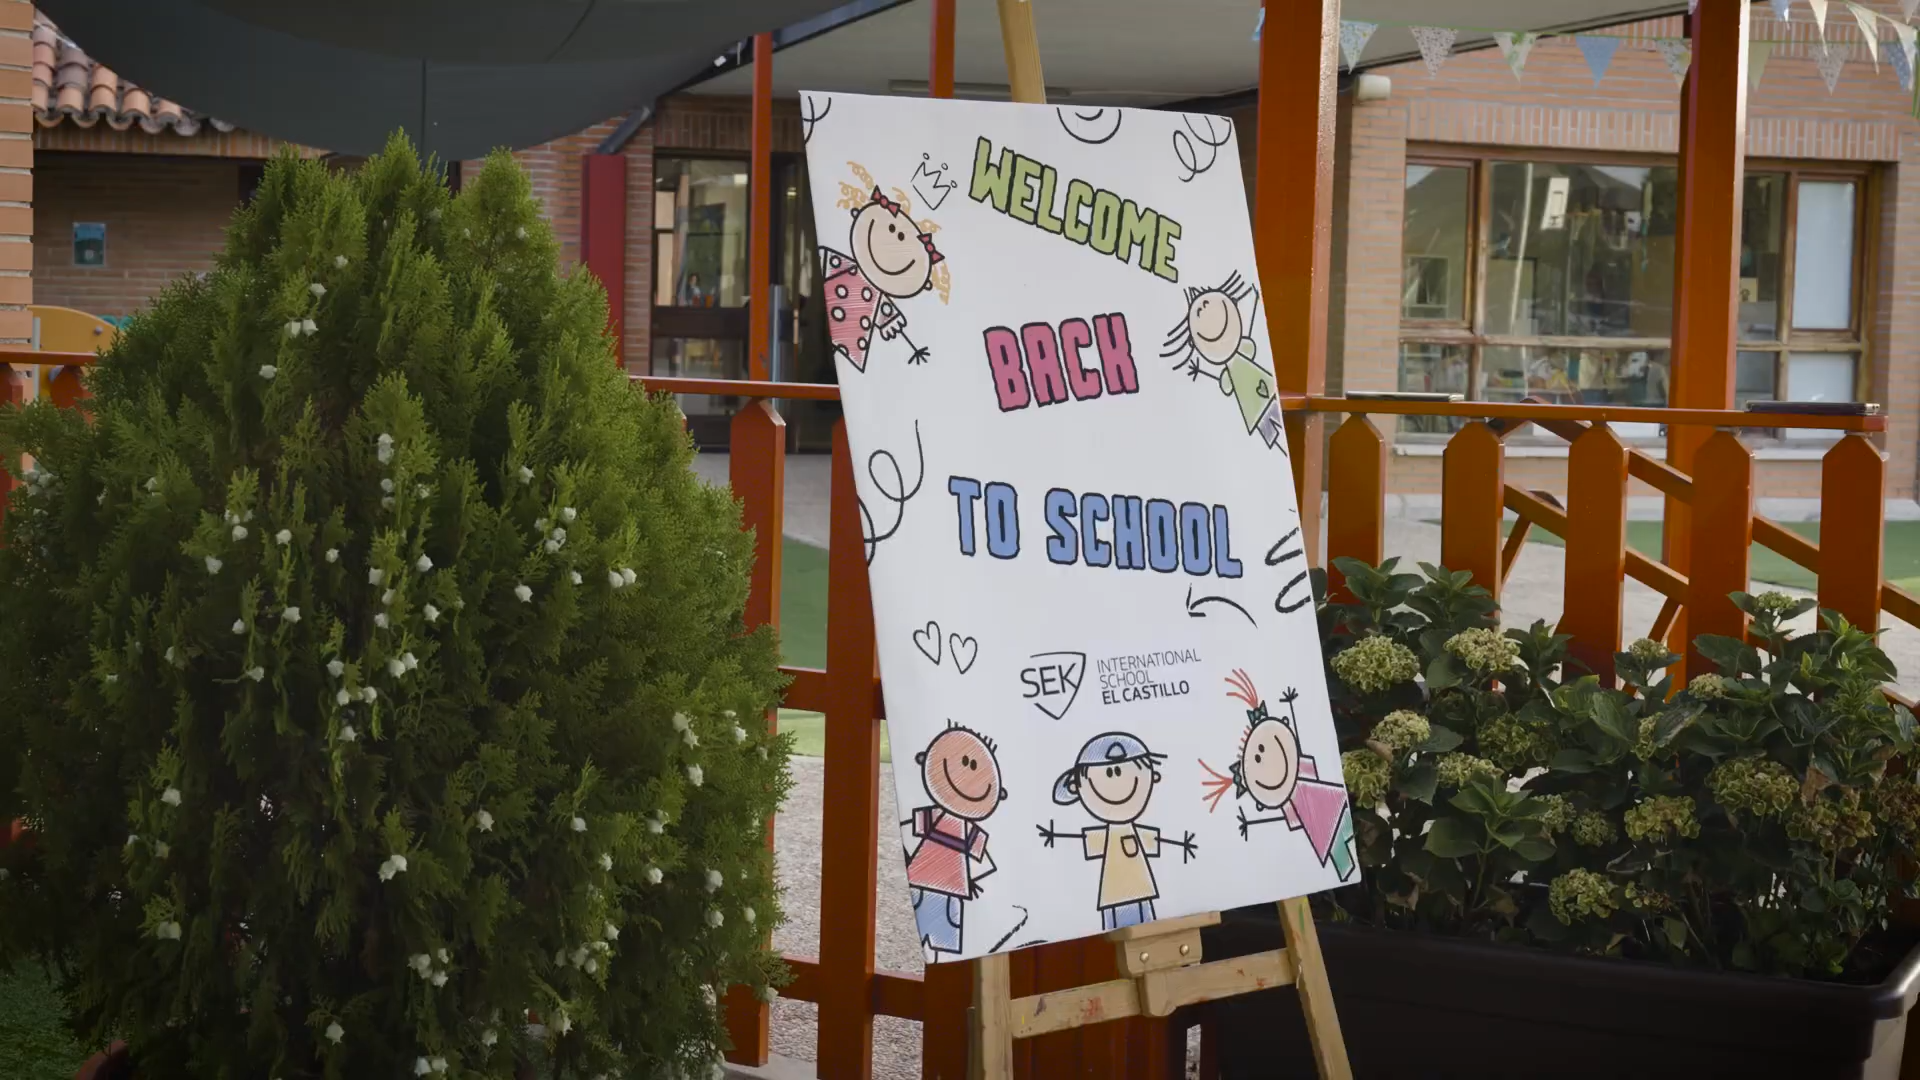 WELCOME
BACK
TO SCHOOL
SEK
INTERNATIONAL
SCHOOL
EL CASTILLO